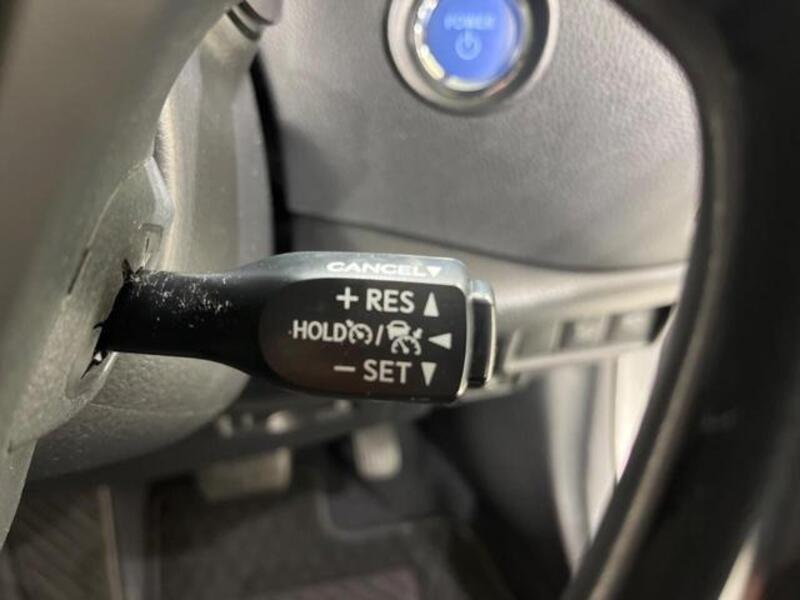 POWER
CANCEL▼
+ RES ▲
HOLD / ◀
− SET ▼